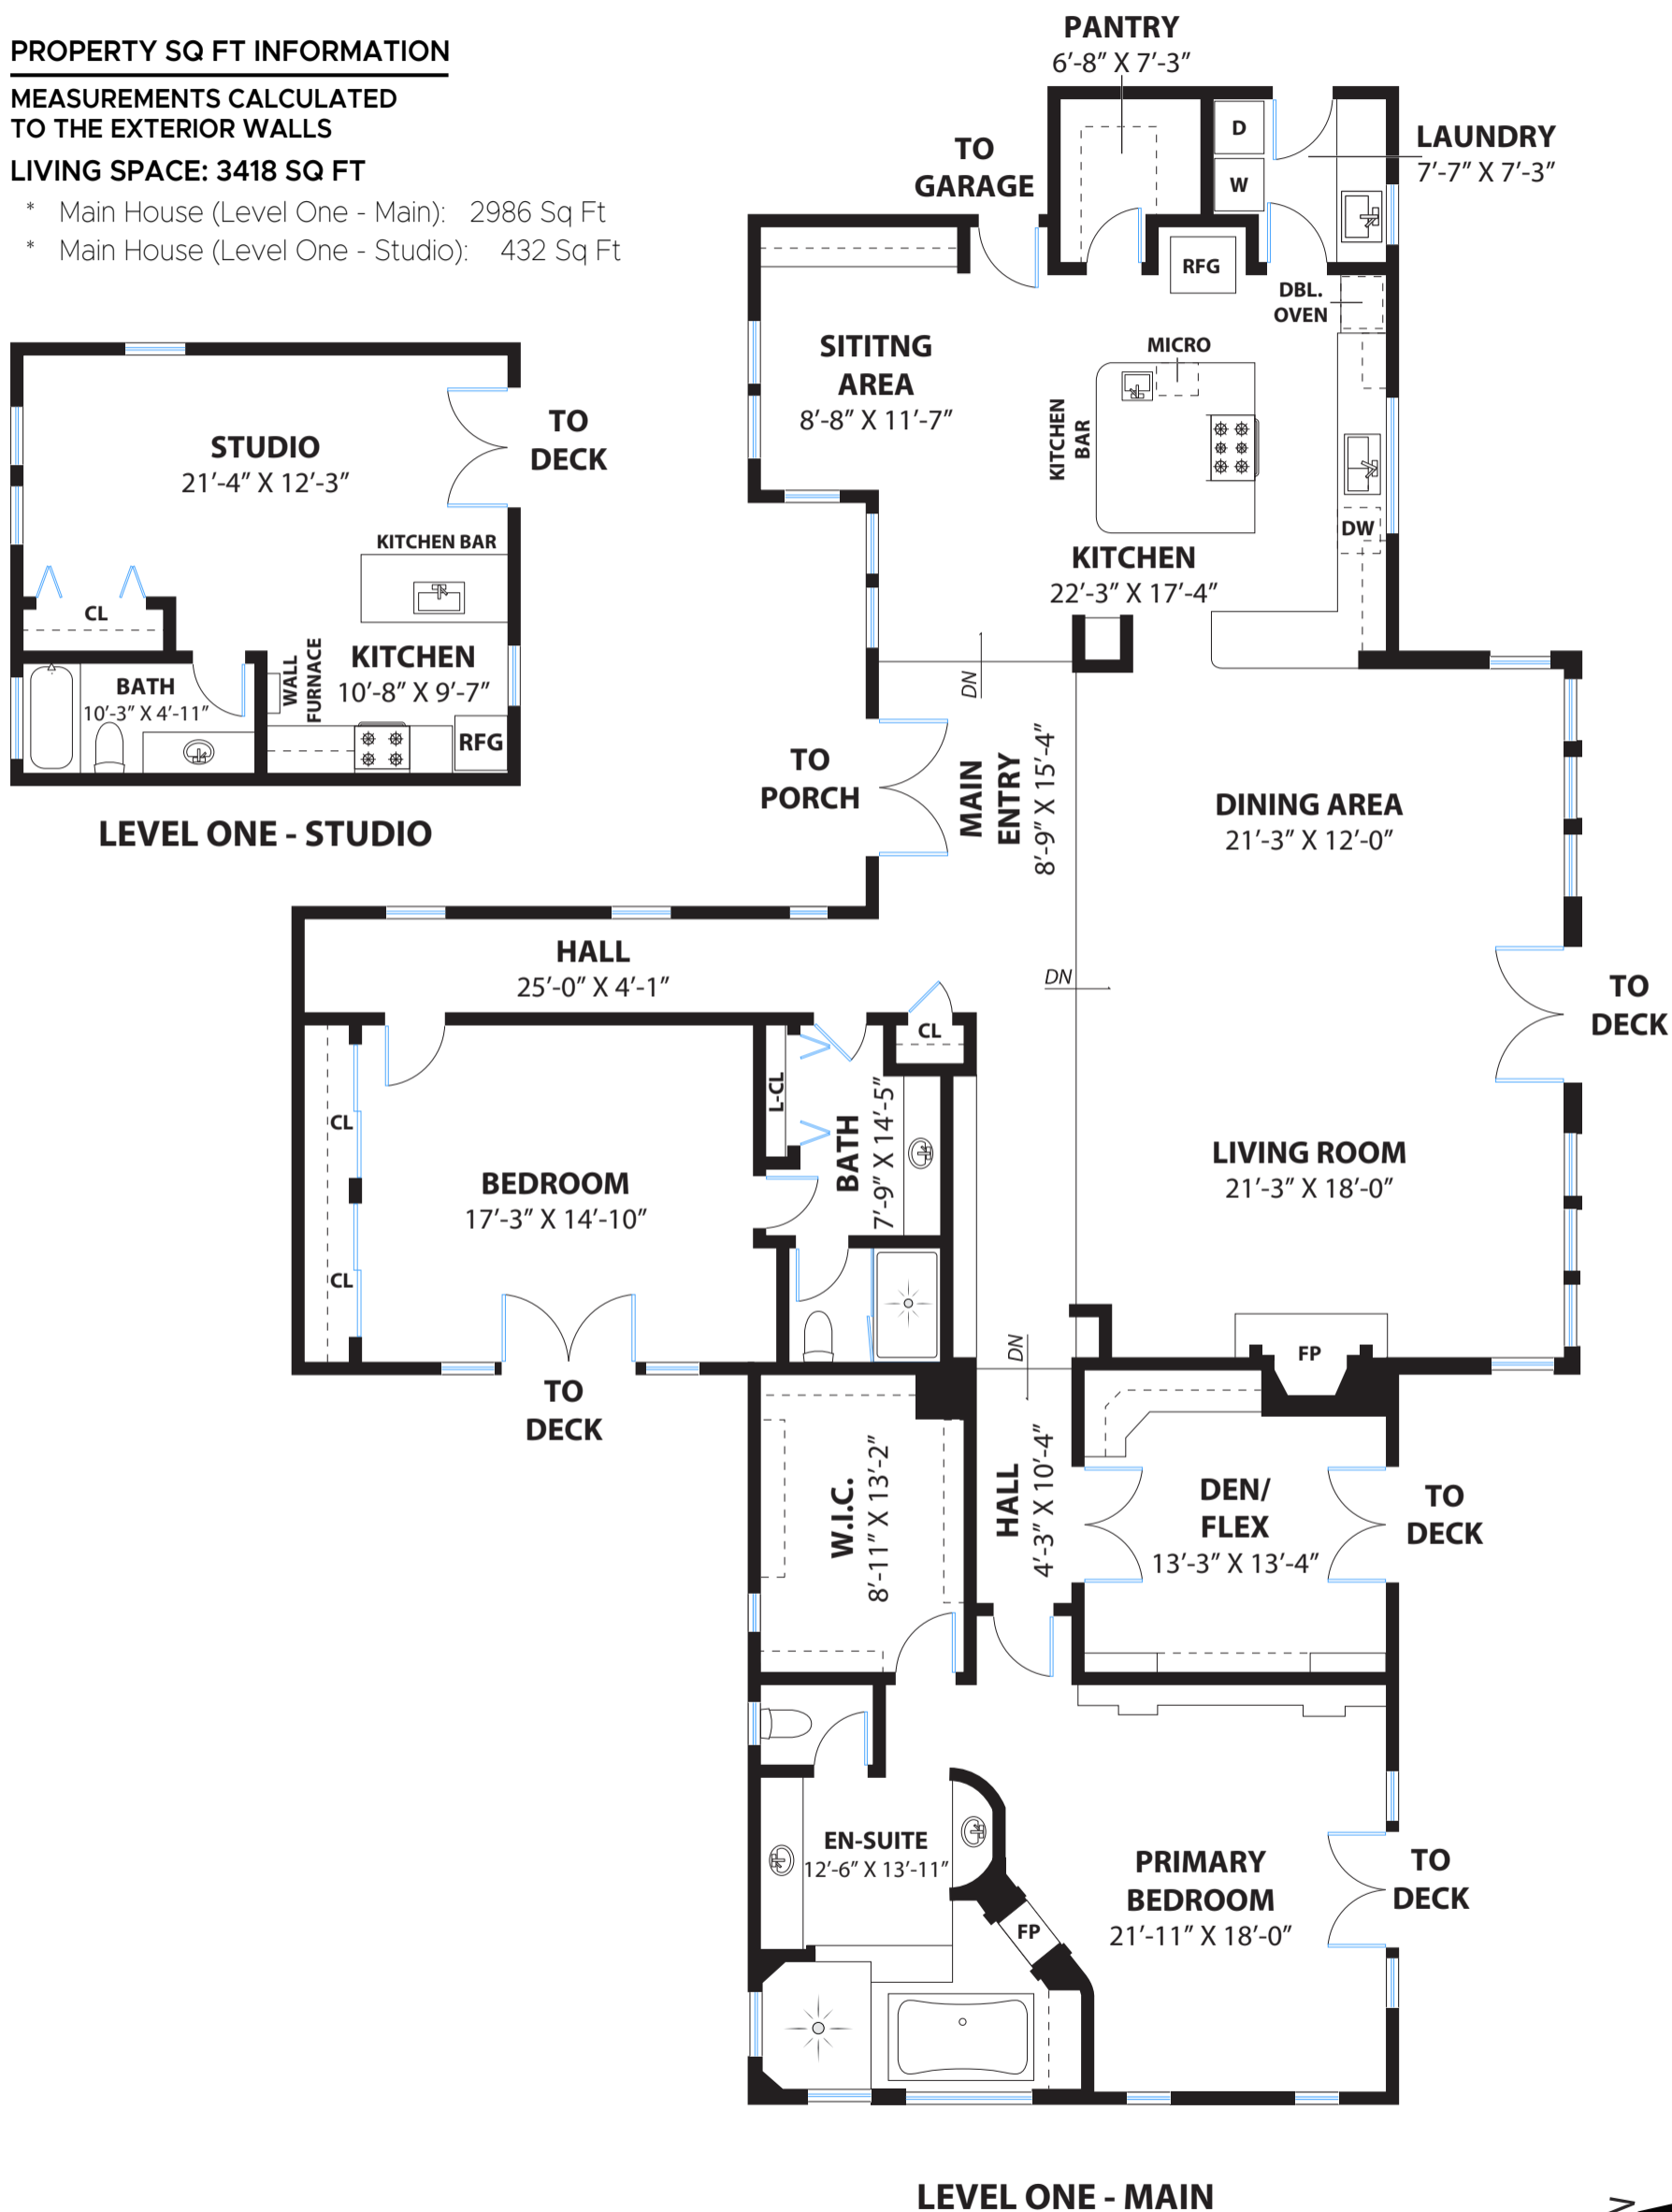 PROPERTY SQ FT INFORMATION
MEASUREMENTS CALCULATED
TO THE EXTERIOR WALLS
LIVING SPACE: 3418 SQ FT
* Main House (Level One - Main): 2986 Sq Ft
* Main House (Level One - Studio): 432 Sq Ft
PANTRY
6'-8" X 7'-3"
TO
GARAGE
D
W
LAUNDRY
7'-7" X 7'-3"
RFG
DBL.
OVEN
MICRO
SITITNG
AREA
8'-8" X 11'-7"
KITCHEN
BAR
DW
KITCHEN
22'-3" X 17'-4"
STUDIO
21'-4" X 12'-3"
TO
DECK
KITCHEN BAR
CL
WALL
FURNACE
KITCHEN
10'-8" X 9'-7"
BATH
10'-3" X 4'-11"
RFG
LEVEL ONE - STUDIO
DN
TO
PORCH
MAIN
ENTRY
8'-9" X 15'-4"
DINING AREA
21'-3" X 12'-0"
HALL
25'-0" X 4'-1"
DN
TO
DECK
CL
L-CL
CL
BATH
7'-9" X 14'-5"
BEDROOM
17'-3" X 14'-10"
CL
LIVING ROOM
21'-3" X 18'-0"
DN
FP
TO
DECK
W.I.C.
8'-11" X 13'-2"
HALL
4'-3" X 10'-4"
DEN/
FLEX
13'-3" X 13'-4"
TO
DECK
EN-SUITE
12'-6" X 13'-11"
FP
PRIMARY
BEDROOM
21'-11" X 18'-0"
TO
DECK
LEVEL ONE - MAIN